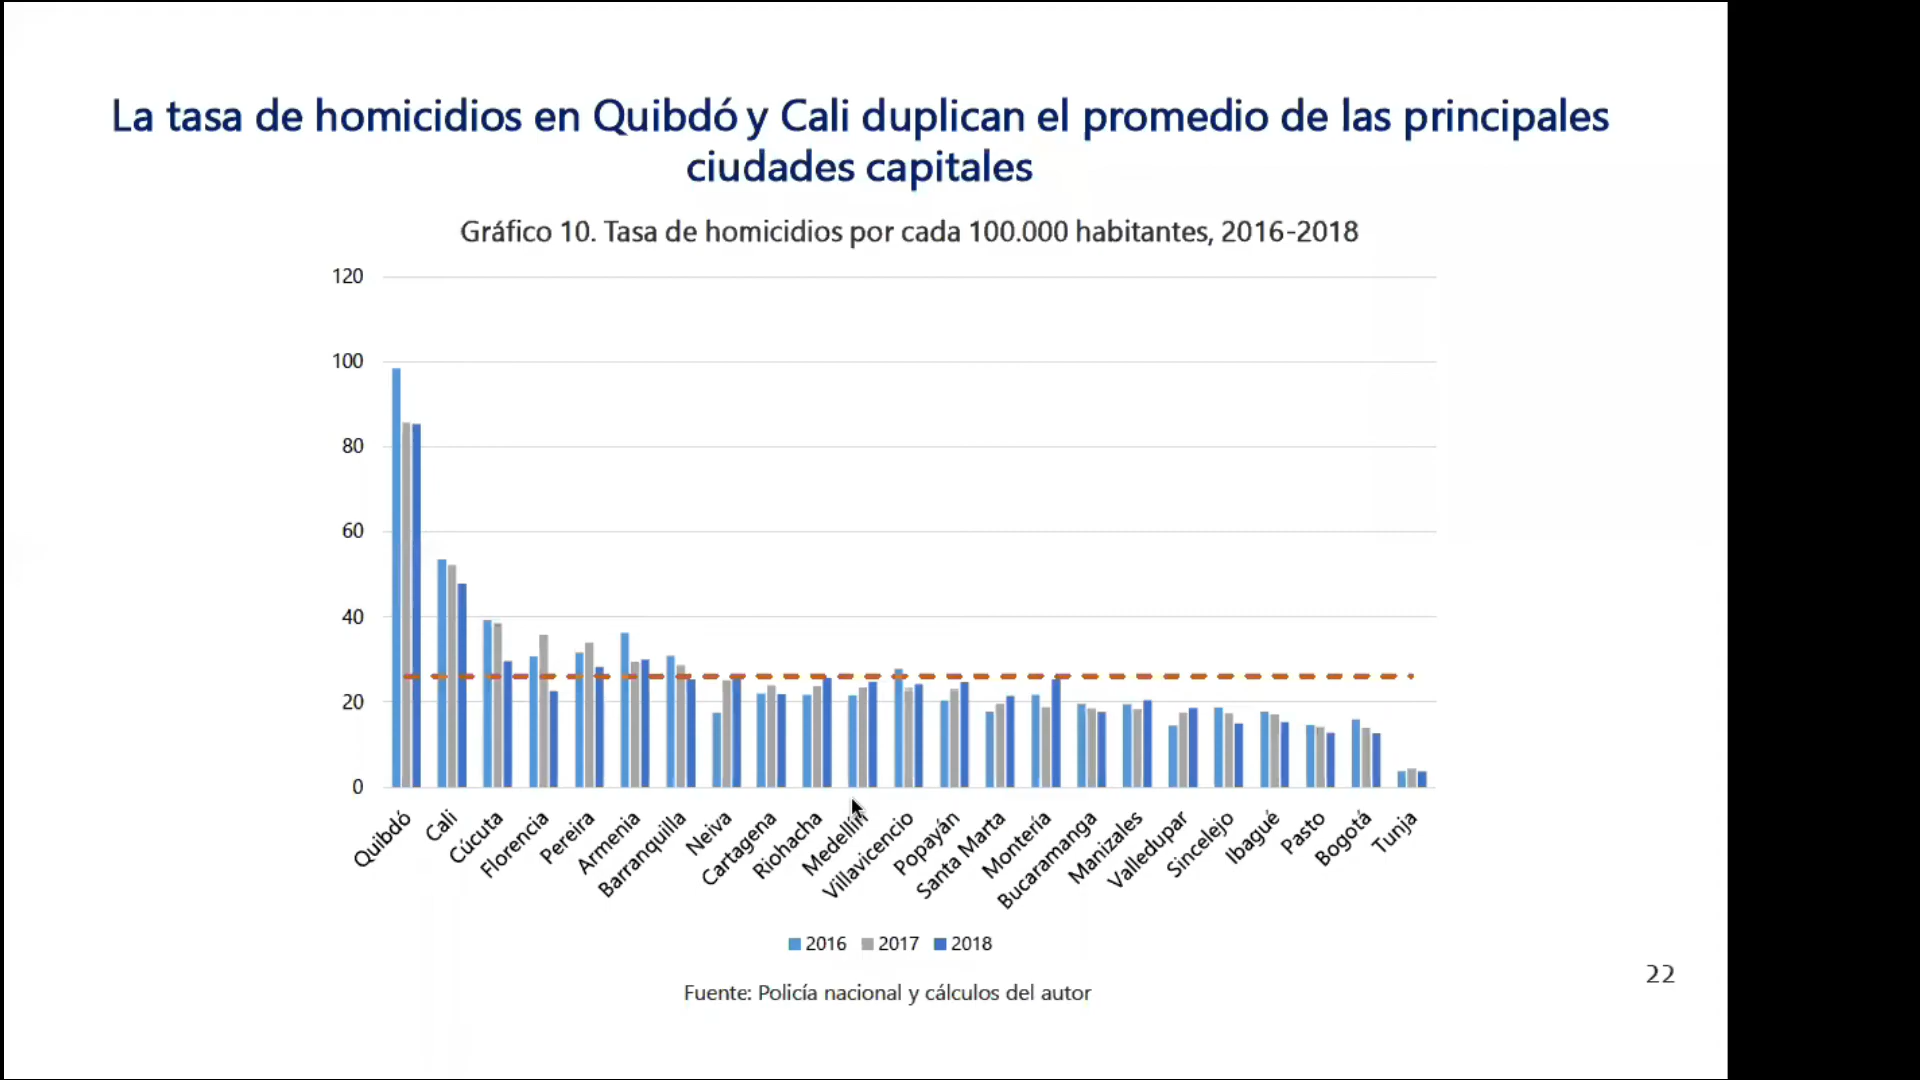 La tasa de homicidios en Quibdó y Cali duplican el promedio de las principales
ciudades capitales
Gráfico 10. Tasa de homicidios por cada 100.000 habitantes, 2016-2018
120
100
80
60
40
20
0
Quibdó
Cali
Cúcuta
Florencia
Pereira
Armenia
Barranquilla
Neiva
Cartagena
Riohacha
Medellín
Villavicencio
Popayán
Santa Marta
Montería
Bucaramanga
Manizales
Valledupar
Sincelejo
Ibagué
Pasto
Bogotá
Tunja
2016 2017 2018
22
Fuente: Policía nacional y cálculos del autor